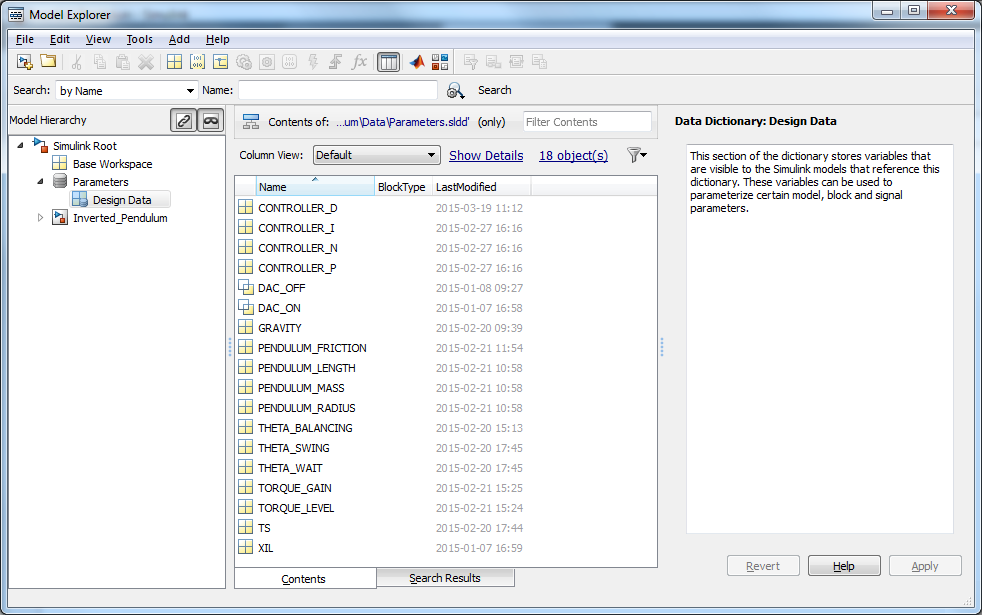 Model Explorer
File Edit View Tools Add Help
Search: by Name Name: Search
Model Hierarchy
Simulink Root
Base Workspace
Parameters
Design Data
Inverted_Pendulum
Contents of: ...um\Data\Parameters.sldd' (only) Filter Contents
Column View: Default Show Details 18 object(s)
Name BlockType LastModified
CONTROLLER_D 2015-03-19 11:12
CONTROLLER_I 2015-02-27 16:16
CONTROLLER_N 2015-02-27 16:16
CONTROLLER_P 2015-02-27 16:16
DAC_OFF 2015-01-08 09:27
DAC_ON 2015-01-07 16:58
GRAVITY 2015-02-20 09:39
PENDULUM_FRICTION 2015-02-21 11:54
PENDULUM_LENGTH 2015-02-21 10:58
PENDULUM_MASS 2015-02-21 10:58
PENDULUM_RADIUS 2015-02-21 10:58
THETA_BALANCING 2015-02-20 15:13
THETA_SWING 2015-02-20 17:45
THETA_WAIT 2015-02-20 17:45
TORQUE_GAIN 2015-02-21 15:25
TORQUE_LEVEL 2015-02-21 15:24
TS 2015-02-20 17:44
XIL 2015-01-07 16:59
Contents Search Results
Data Dictionary: Design Data
This section of the dictionary stores variables that
are visible to the Simulink models that reference this
dictionary. These variables can be used to
parameterize certain model, block and signal
parameters.
Revert Help Apply